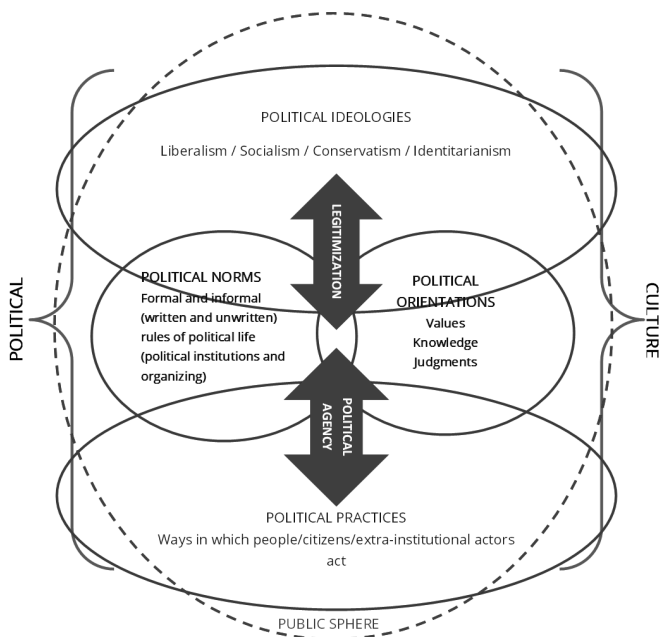 POLITICAL IDEOLOGIES
Liberalism / Socialism / Conservatism / Identitarianism
LEGITIMIZATION
POLITICAL NORMS
Formal and informal
(written and unwritten)
rules of political life
(political institutions and
organizing)
POLITICAL
ORIENTATIONS
Values
Knowledge
Judgments
POLITICAL
CULTURE
POLITICAL
AGENCY
POLITICAL PRACTICES
Ways in which people/citizens/extra-institutional actors
act
PUBLIC SPHERE